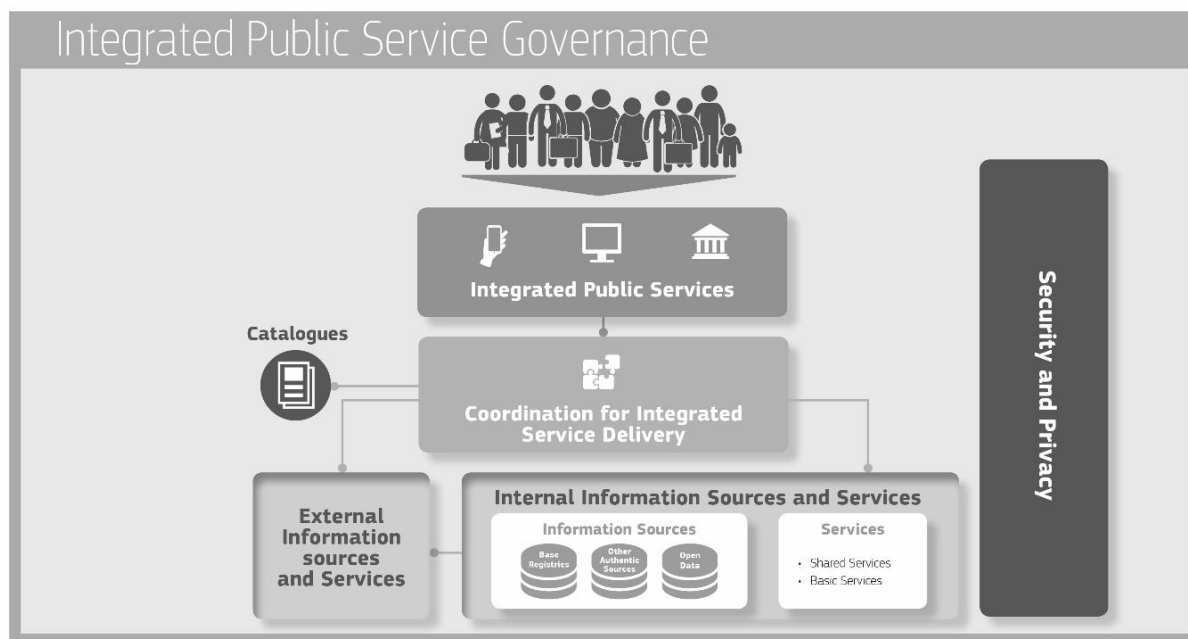 Integrated Public Service Governance
Integrated Public Services
Catalogues
Coordination for Integrated
Service Delivery
External
Information
sources
and Services
Internal Information Sources and Services
Information Sources
Base
Registries
Other
Authentic
Sources
Open
Data
Services
• Shared Services
• Basic Services
Security and Privacy